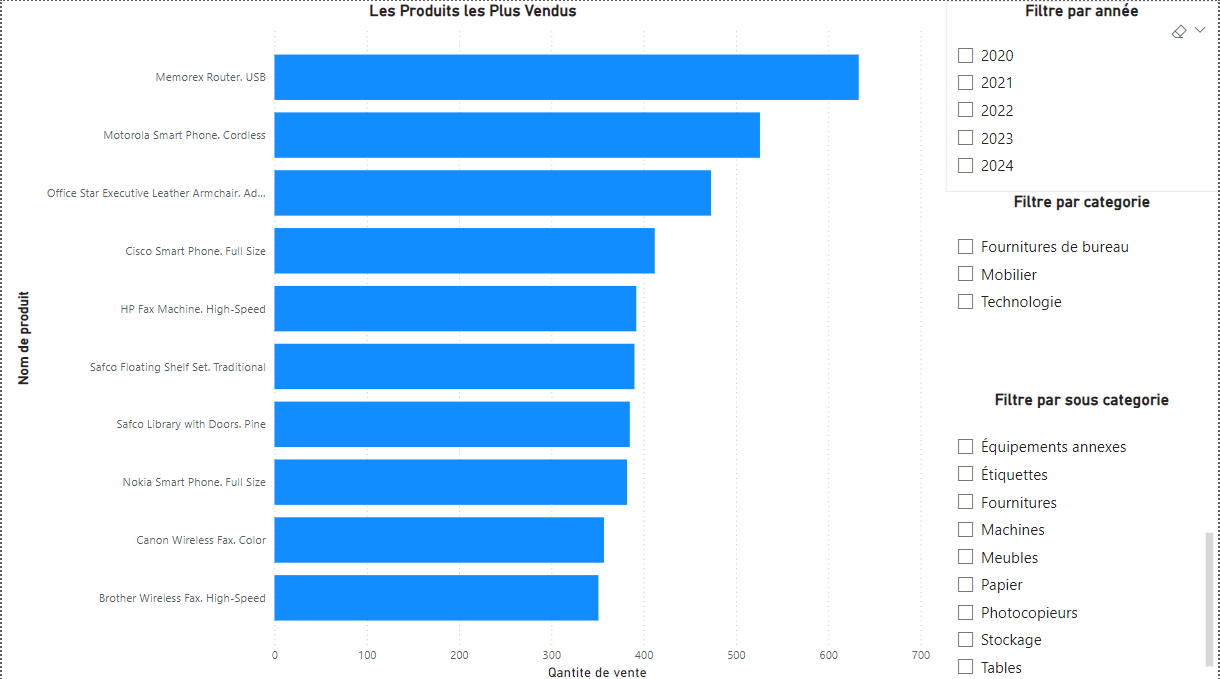 Les Produits les Plus Vendus
Nom de produit
Memorex Router. USB
Motorola Smart Phone. Cordless
Office Star Executive Leather Armchair. Ad...
Cisco Smart Phone. Full Size
HP Fax Machine. High-Speed
Safco Floating Shelf Set. Traditional
Safco Library with Doors. Pine
Nokia Smart Phone. Full Size
Canon Wireless Fax. Color
Brother Wireless Fax. High-Speed
0 100 200 300 400 500 600 700
Qantite de vente
Filtre par année
2020
2021
2022
2023
2024
Filtre par categorie
Fournitures de bureau
Mobilier
Technologie
Filtre par sous categorie
Équipements annexes
Étiquettes
Fournitures
Machines
Meubles
Papier
Photocopieurs
Stockage
Tables